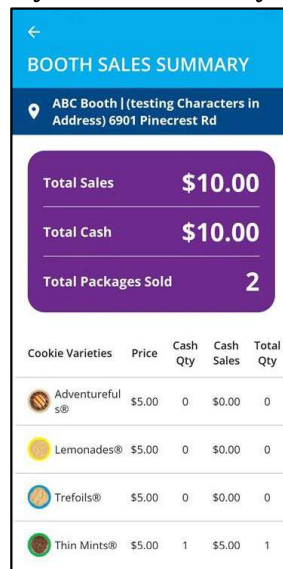 BOOTH SALES SUMMARY
ABC Booth | (testing Characters in
Address) 6901 Pinecrest Rd
Total Sales $10.00
Total Cash $10.00
Total Packages Sold 2
Cookie Varieties Price Cash Qty Cash Sales Total Qty
Adventureful
s® $5.00 0 $0.00 0
Lemonades® $5.00 0 $0.00 0
Trefoils® $5.00 0 $0.00 0
Thin Mints® $5.00 1 $5.00 1